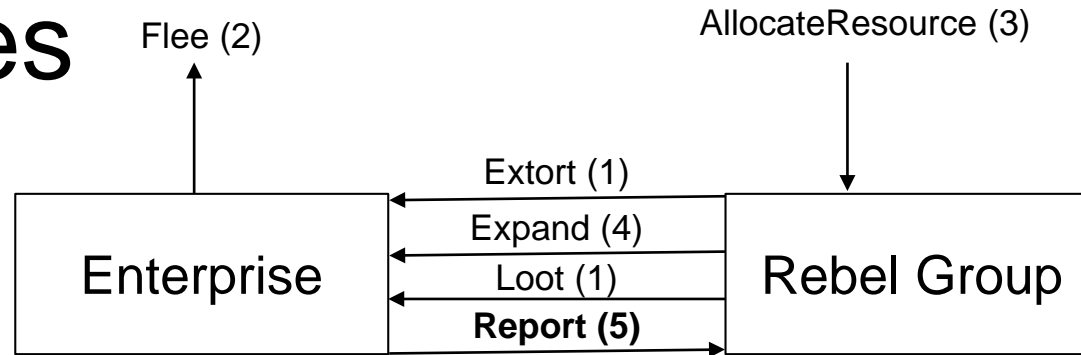 es
Flee (2)
AllocateResource (3)
Extort (1)
Expand (4)
Enterprise
Loot (1)
Rebel Group
Report (5)